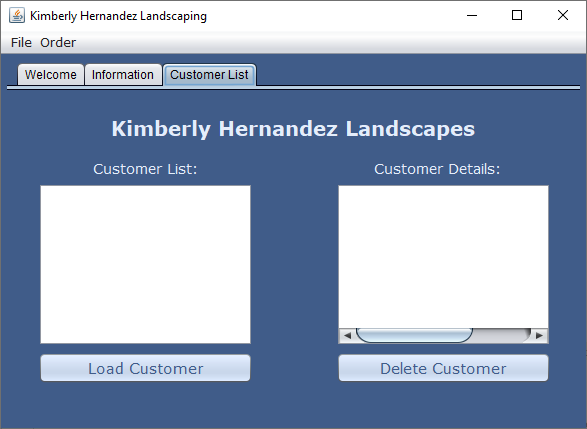 Kimberly Hernandez Landscaping
File Order
Welcome Information Customer List
Kimberly Hernandez Landscapes
Customer List: Customer Details:
Load Customer Delete Customer